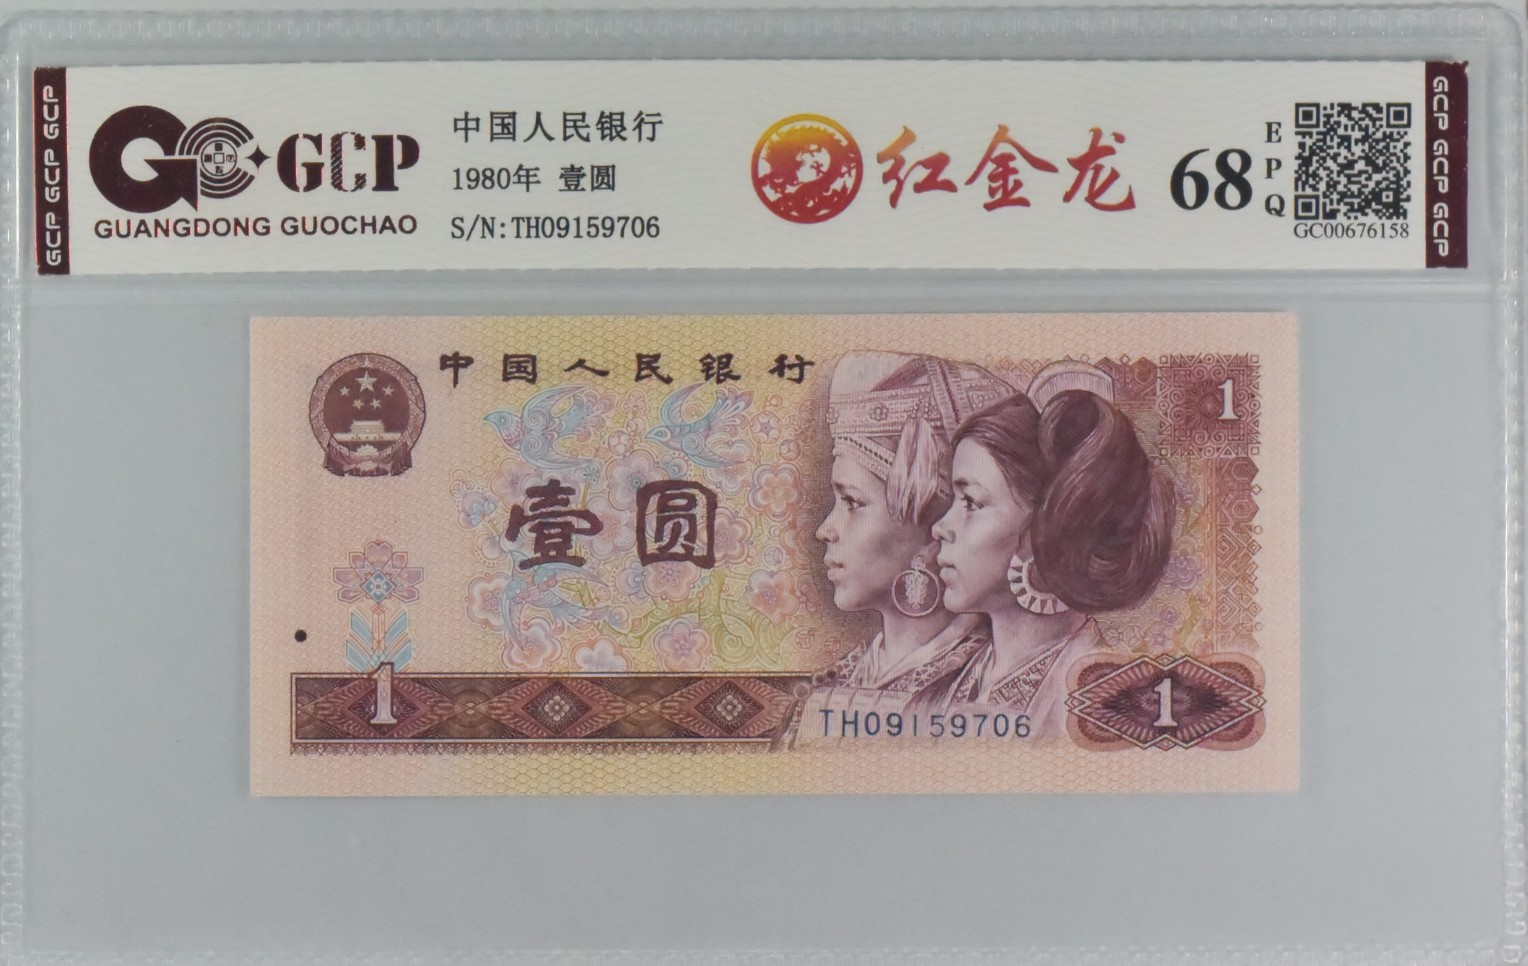 GCP GCP GCP
GCP
GUANGDONG GUOCHAO
中国人民银行
1980年 壹圆
S/N:TH09159706
红金龙
68
EPQ
GC00676158
GCP GCP GCP
中国人民银行
1
壹圆
1
TH09159706
1